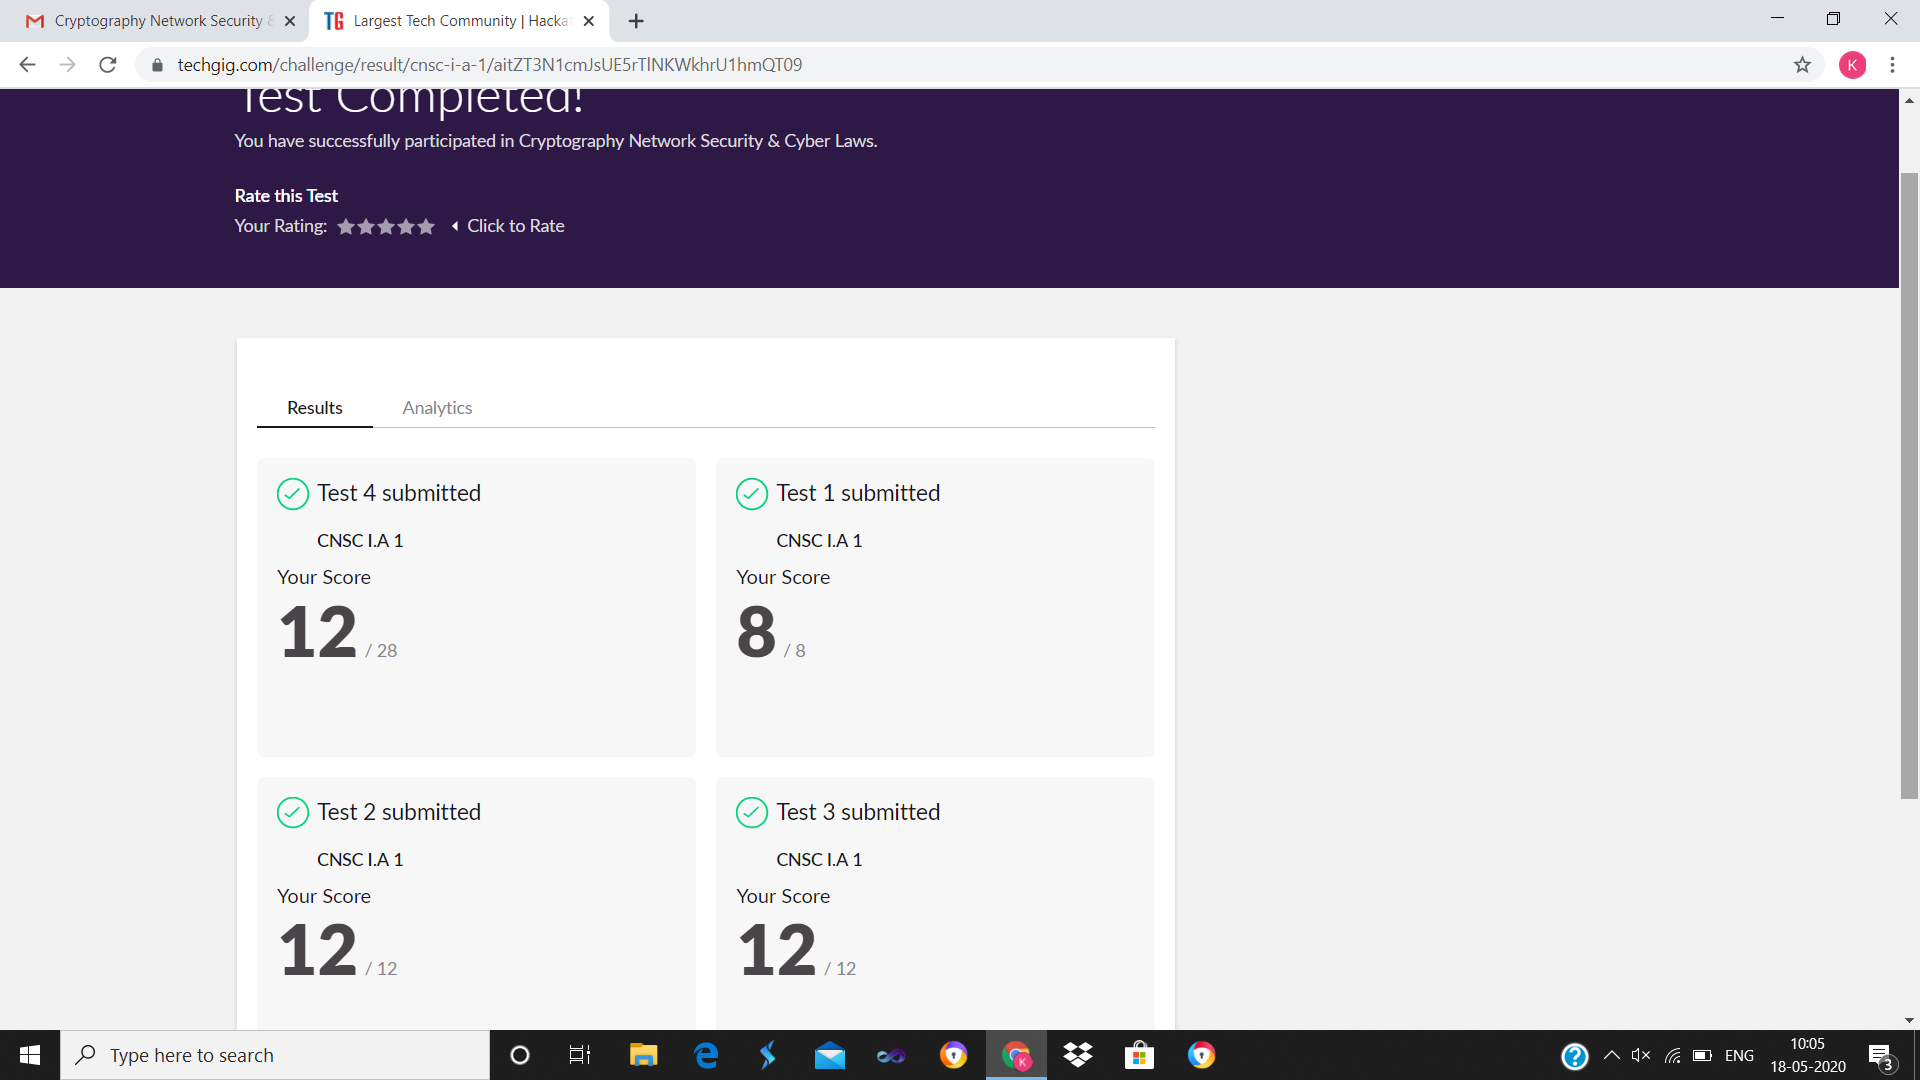 Cryptography Network Security &
TG Largest Tech Community | Hacka
techgig.com/challenge/result/cnsc-i-a-1/aitZT3N1cmJsUE5rTlNKWkhrU1hmQT09
K
Test Completed!
You have successfully participated in Cryptography Network Security & Cyber Laws.
Rate this Test
Your Rating: Click to Rate
Results Analytics
Test 4 submitted
CNSC I.A 1
Your Score
12 / 28
Test 1 submitted
CNSC I.A 1
Your Score
8 / 8
Test 2 submitted
CNSC I.A 1
Your Score
12 / 12
Test 3 submitted
CNSC I.A 1
Your Score
12 / 12
Type here to search
K
ENG
10:05
18-05-2020
3